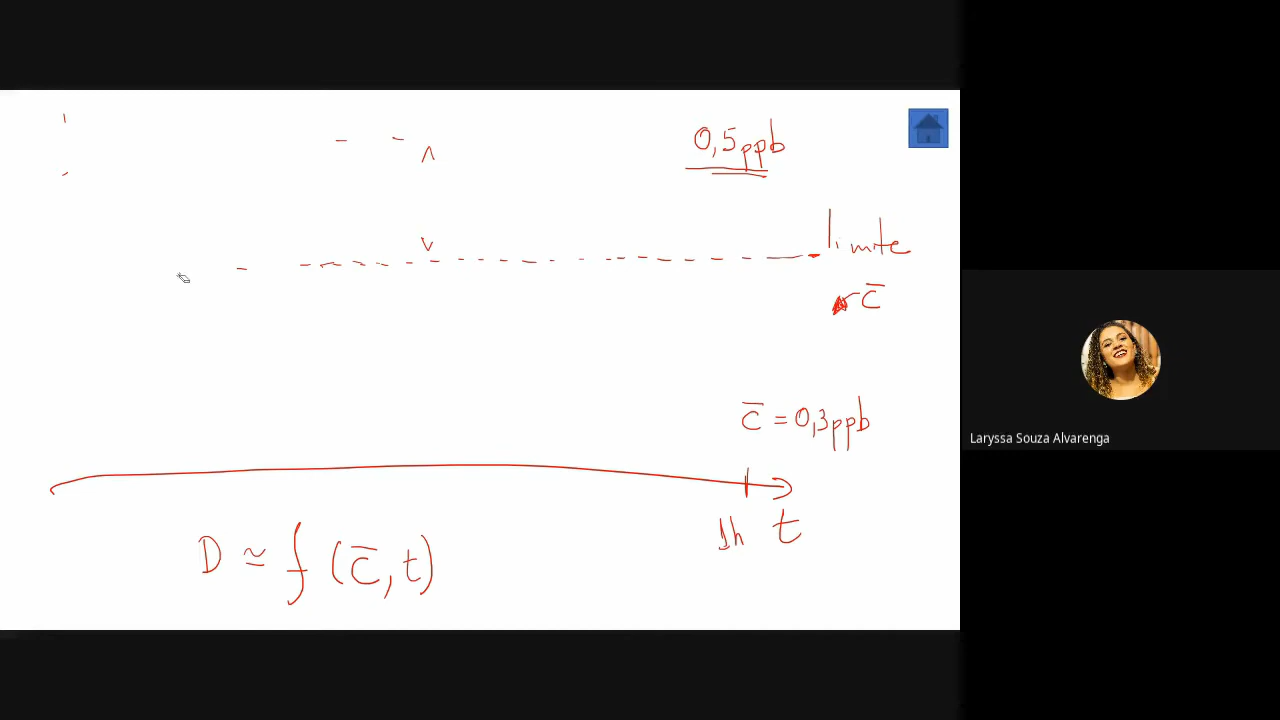 0,5ppb
limite
c̄
Laryssa Souza Alvarenga
c̄ = 0,3ppb
1h t
D ≃ f (c̄, t)